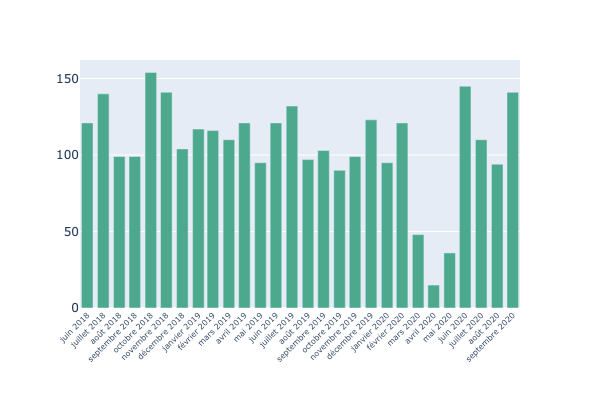 150
100
50
0
juin 2018
juillet 2018
août 2018
septembre 2018
octobre 2018
novembre 2018
décembre 2018
janvier 2019
février 2019
mars 2019
avril 2019
mai 2019
juin 2019
juillet 2019
août 2019
septembre 2019
octobre 2019
novembre 2019
décembre 2019
janvier 2020
février 2020
mars 2020
avril 2020
mai 2020
juin 2020
juillet 2020
août 2020
septembre 2020